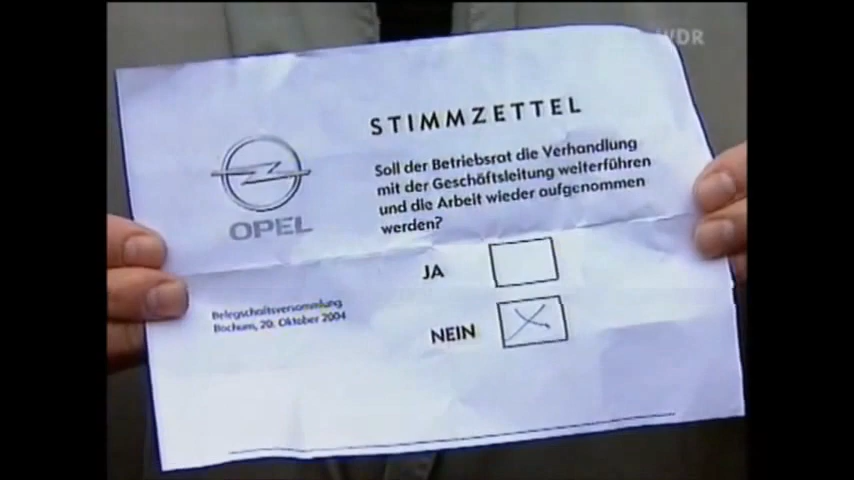 WDR
STIMMZETTEL
Soll der Betriebsrat die Verhandlung
mit der Geschäftsleitung weiterführen
und die Arbeit wieder aufgenommen
werden?
OPEL
JA
NEIN
Belegschaftsversammlung
Bochum, 20. Oktober 2004